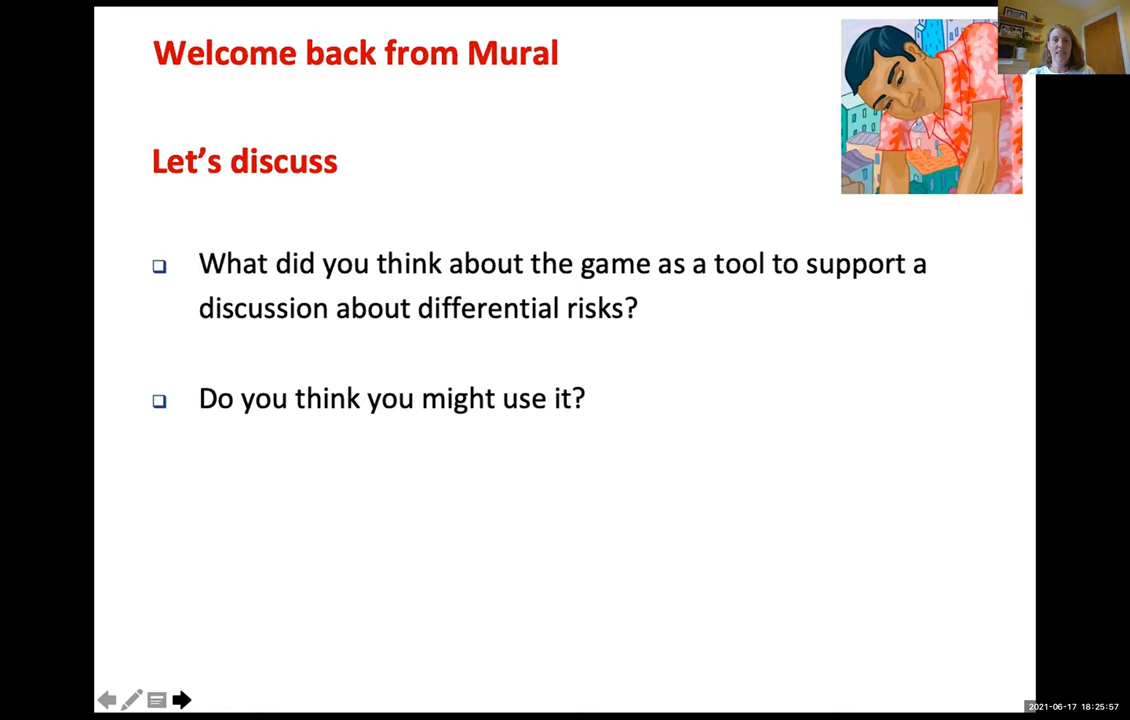 Welcome back from Mural
Let’s discuss
What did you think about the game as a tool to support a
discussion about differential risks?
Do you think you might use it?
2021-06-17 18:25:57